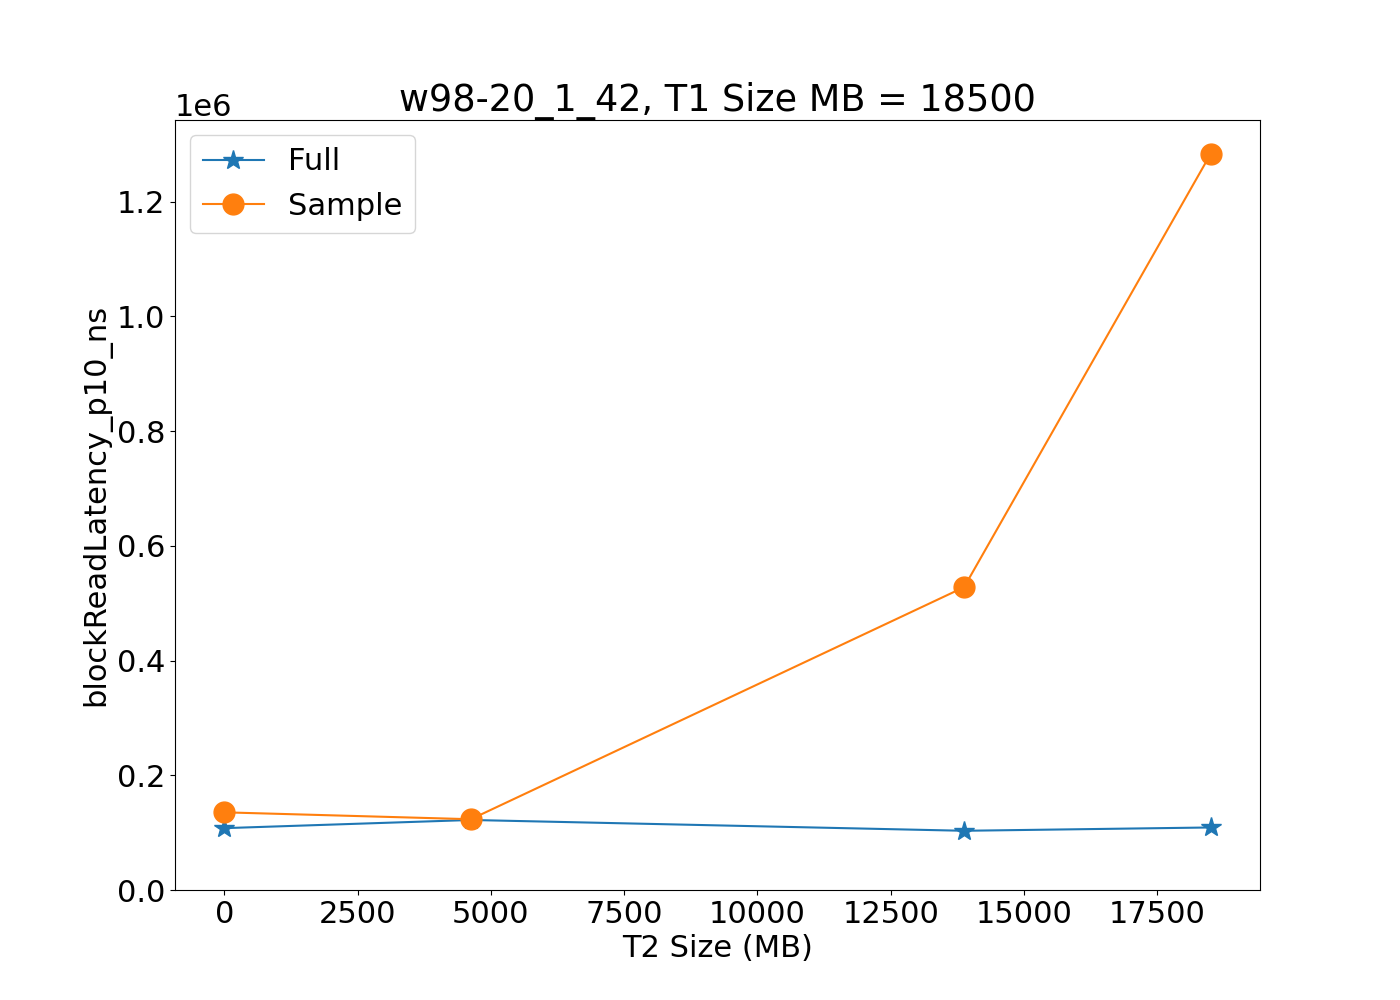 w98-20_1_42, T1 Size MB = 18500
1e6
Full
Sample
1.2
1.0
0.8
0.6
0.4
0.2
0.0
blockReadLatency_p10_ns
0 2500 5000 7500 10000 12500 15000 17500
T2 Size (MB)